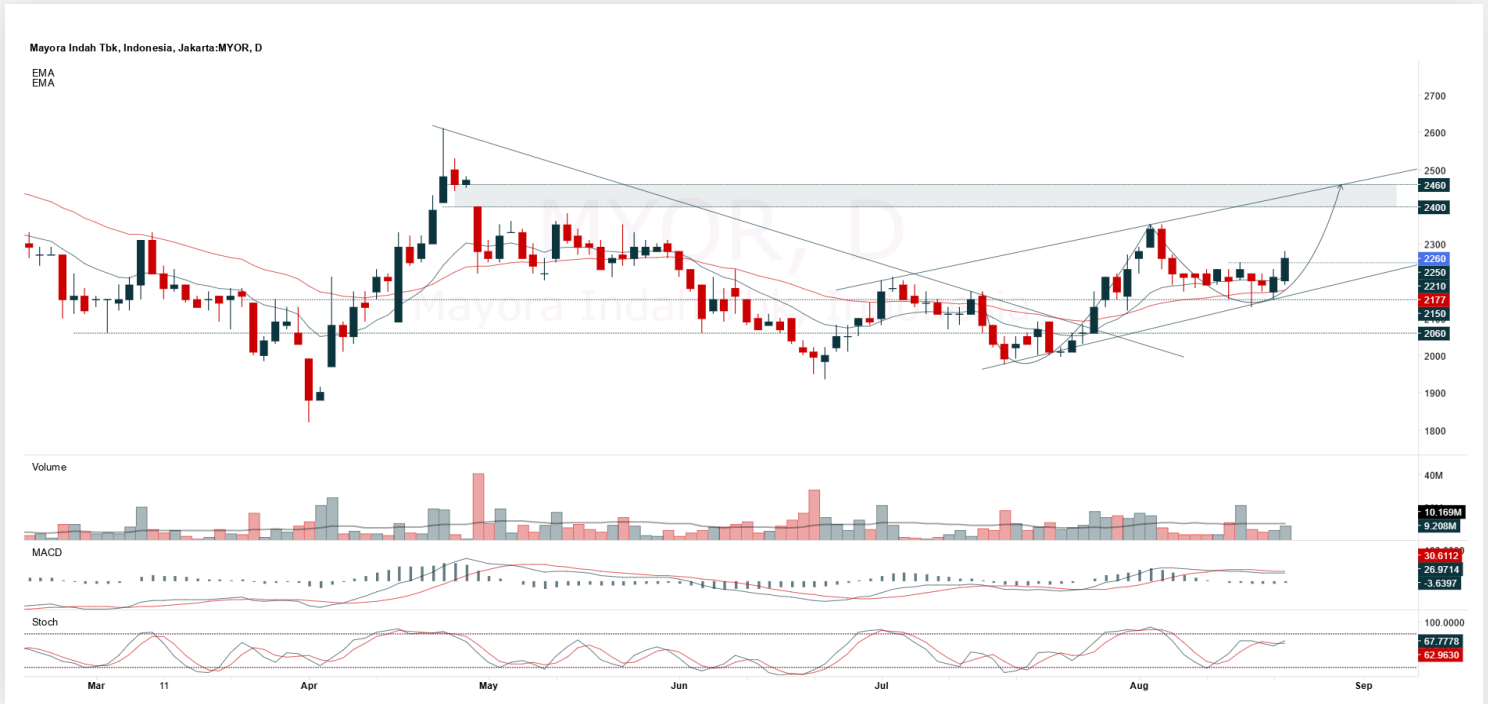 Mayora Indah Tbk, Indonesia, Jakarta:MYOR, D
EMA
EMA
MYOR, D
Mayora Indah Tbk, Indonesia
2700
2600
2500
2460
2400
2300
2260
2250
2210
2177
2150
2060
2000
1900
1800
Volume
40M
10.169M
9.208M
MACD
30.6112
26.9714
-3.6397
Stoch
100.0000
67.7778
62.9630
Mar 11 Apr May Jun Jul Aug Sep